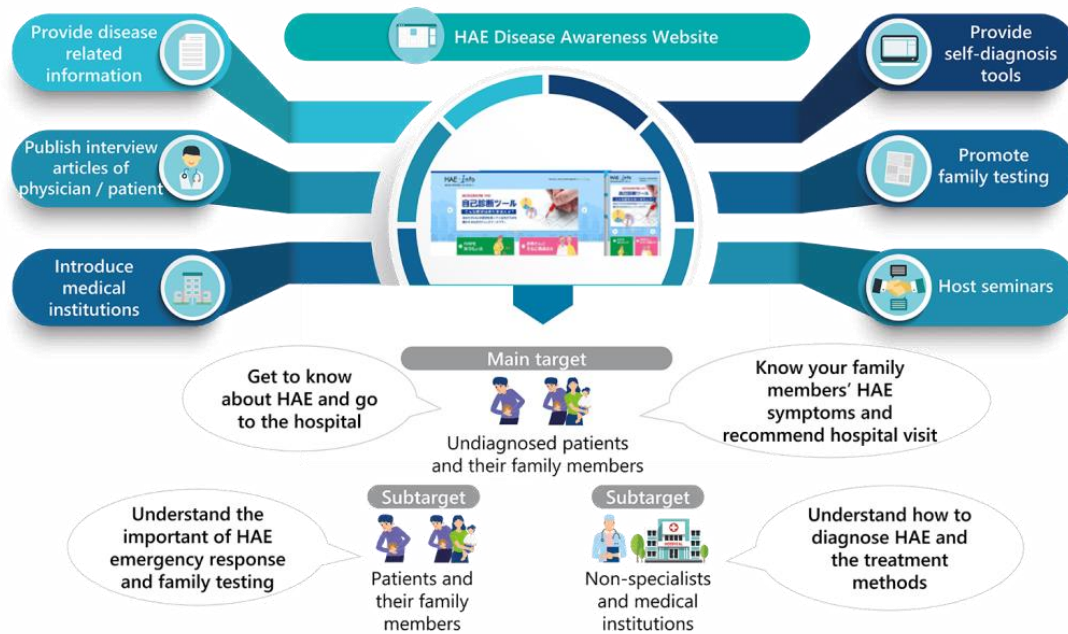 HAE Disease Awareness Website
Provide disease
related
information
Publish interview
articles of
physician / patient
Introduce
medical
institutions
Provide
self-diagnosis
tools
Promote
family testing
Host seminars
自己診断ツール
Main target
Get to know
about HAE and go
to the hospital
Know your family
members’ HAE
symptoms and
recommend hospital visit
Undiagnosed patients
and their family members
Subtarget
Understand the
important of HAE
emergency response
and family testing
Patients and
their family
members
Subtarget
MEDICAL
Non-specialists
and medical
institutions
Understand how to
diagnose HAE and
the treatment
methods